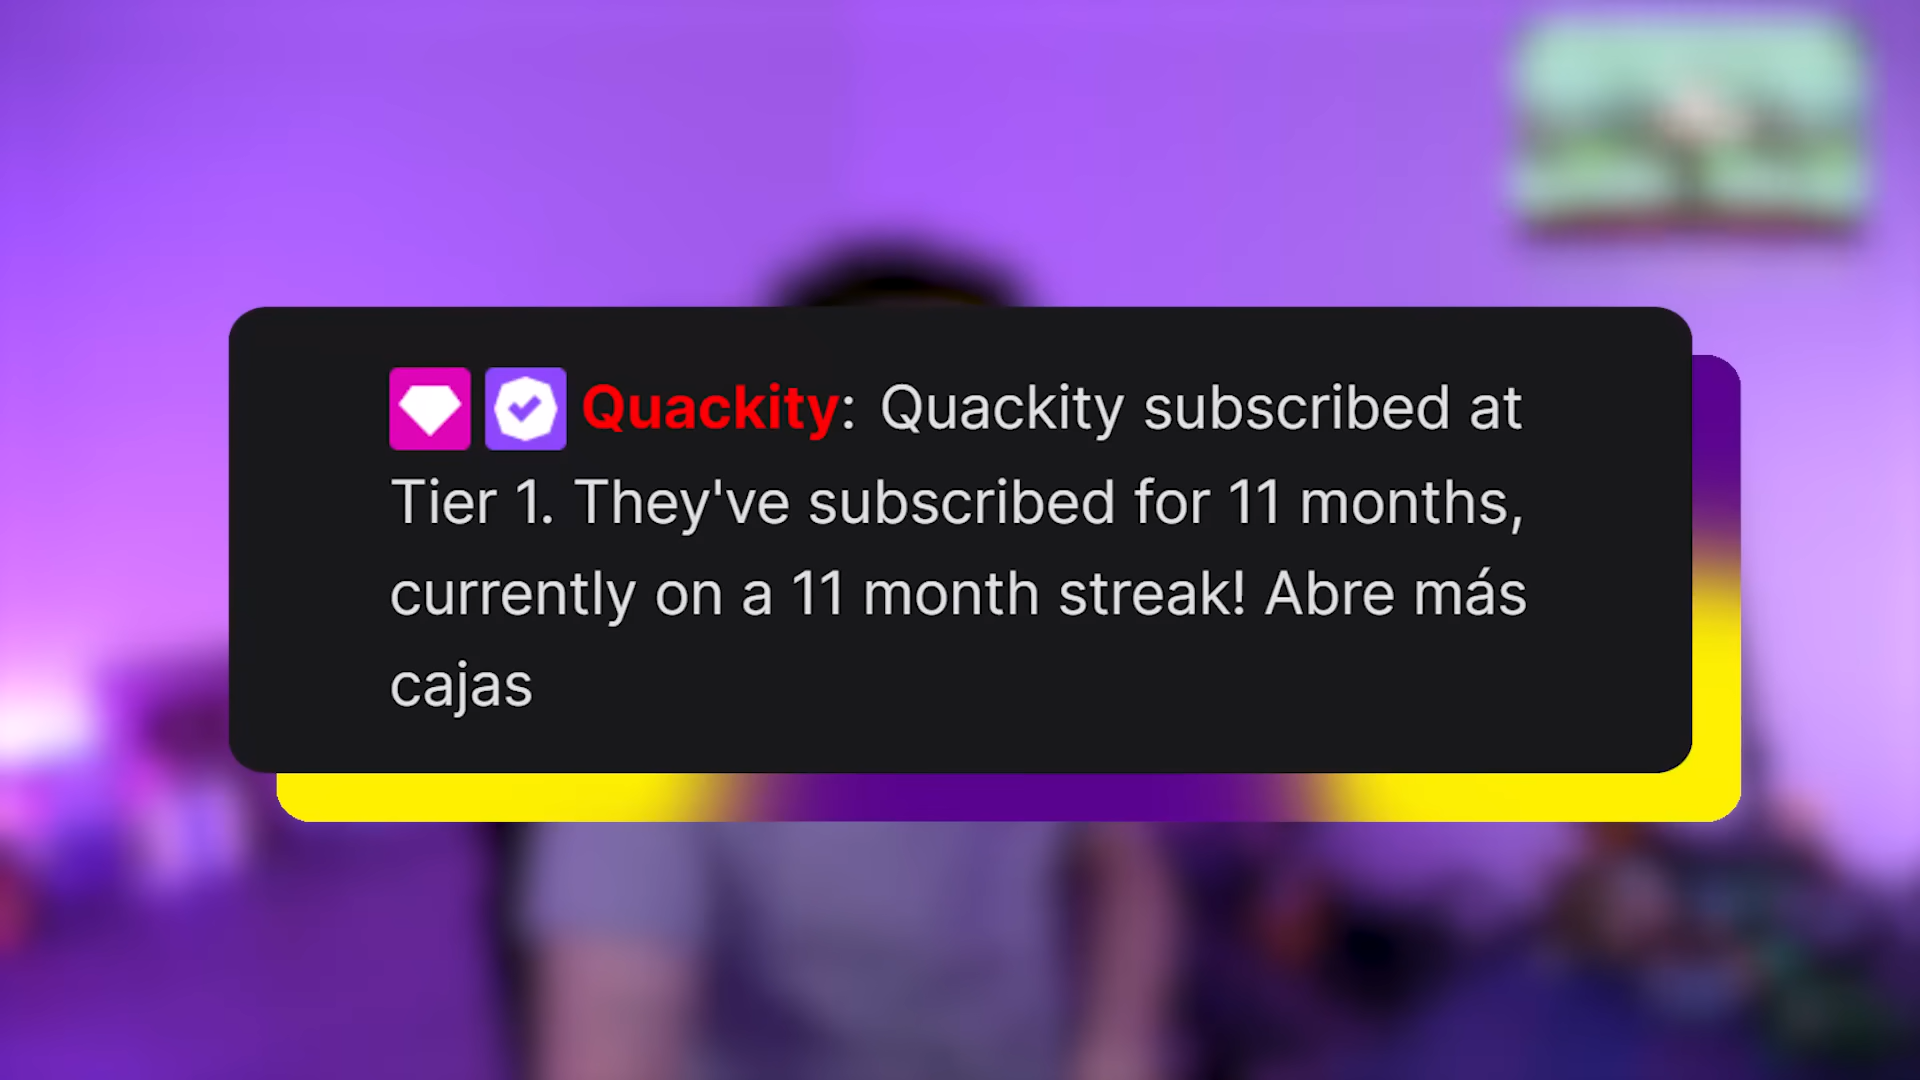 Quackity: Quackity subscribed at
Tier 1. They've subscribed for 11 months,
currently on a 11 month streak! Abre más
cajas